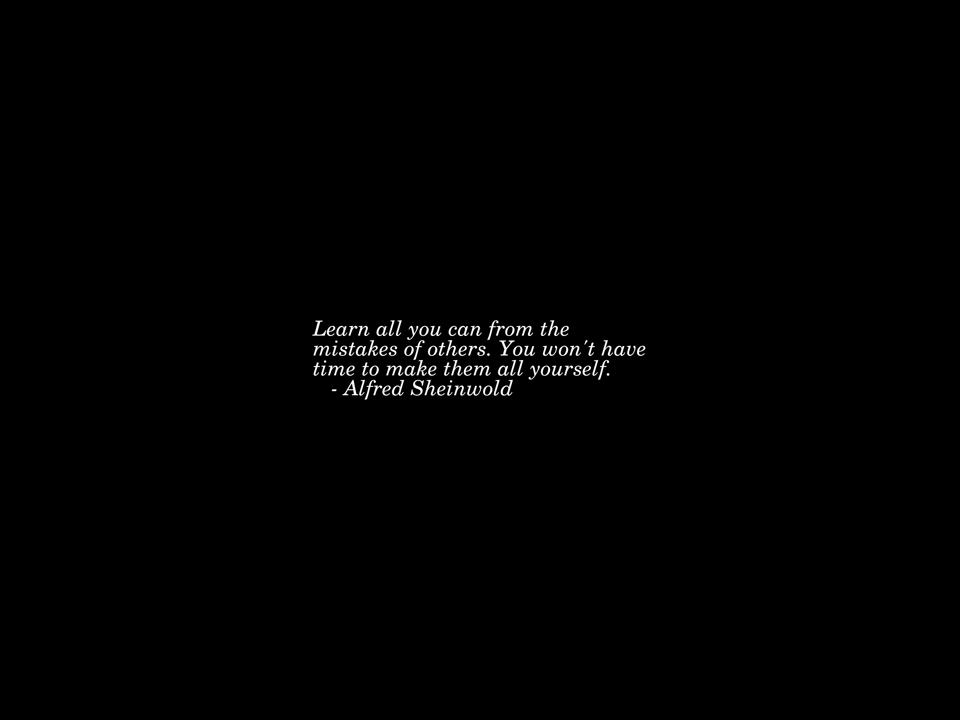 Learn all you can from the
mistakes of others. You won't have
time to make them all yourself.
- Alfred Sheinwold